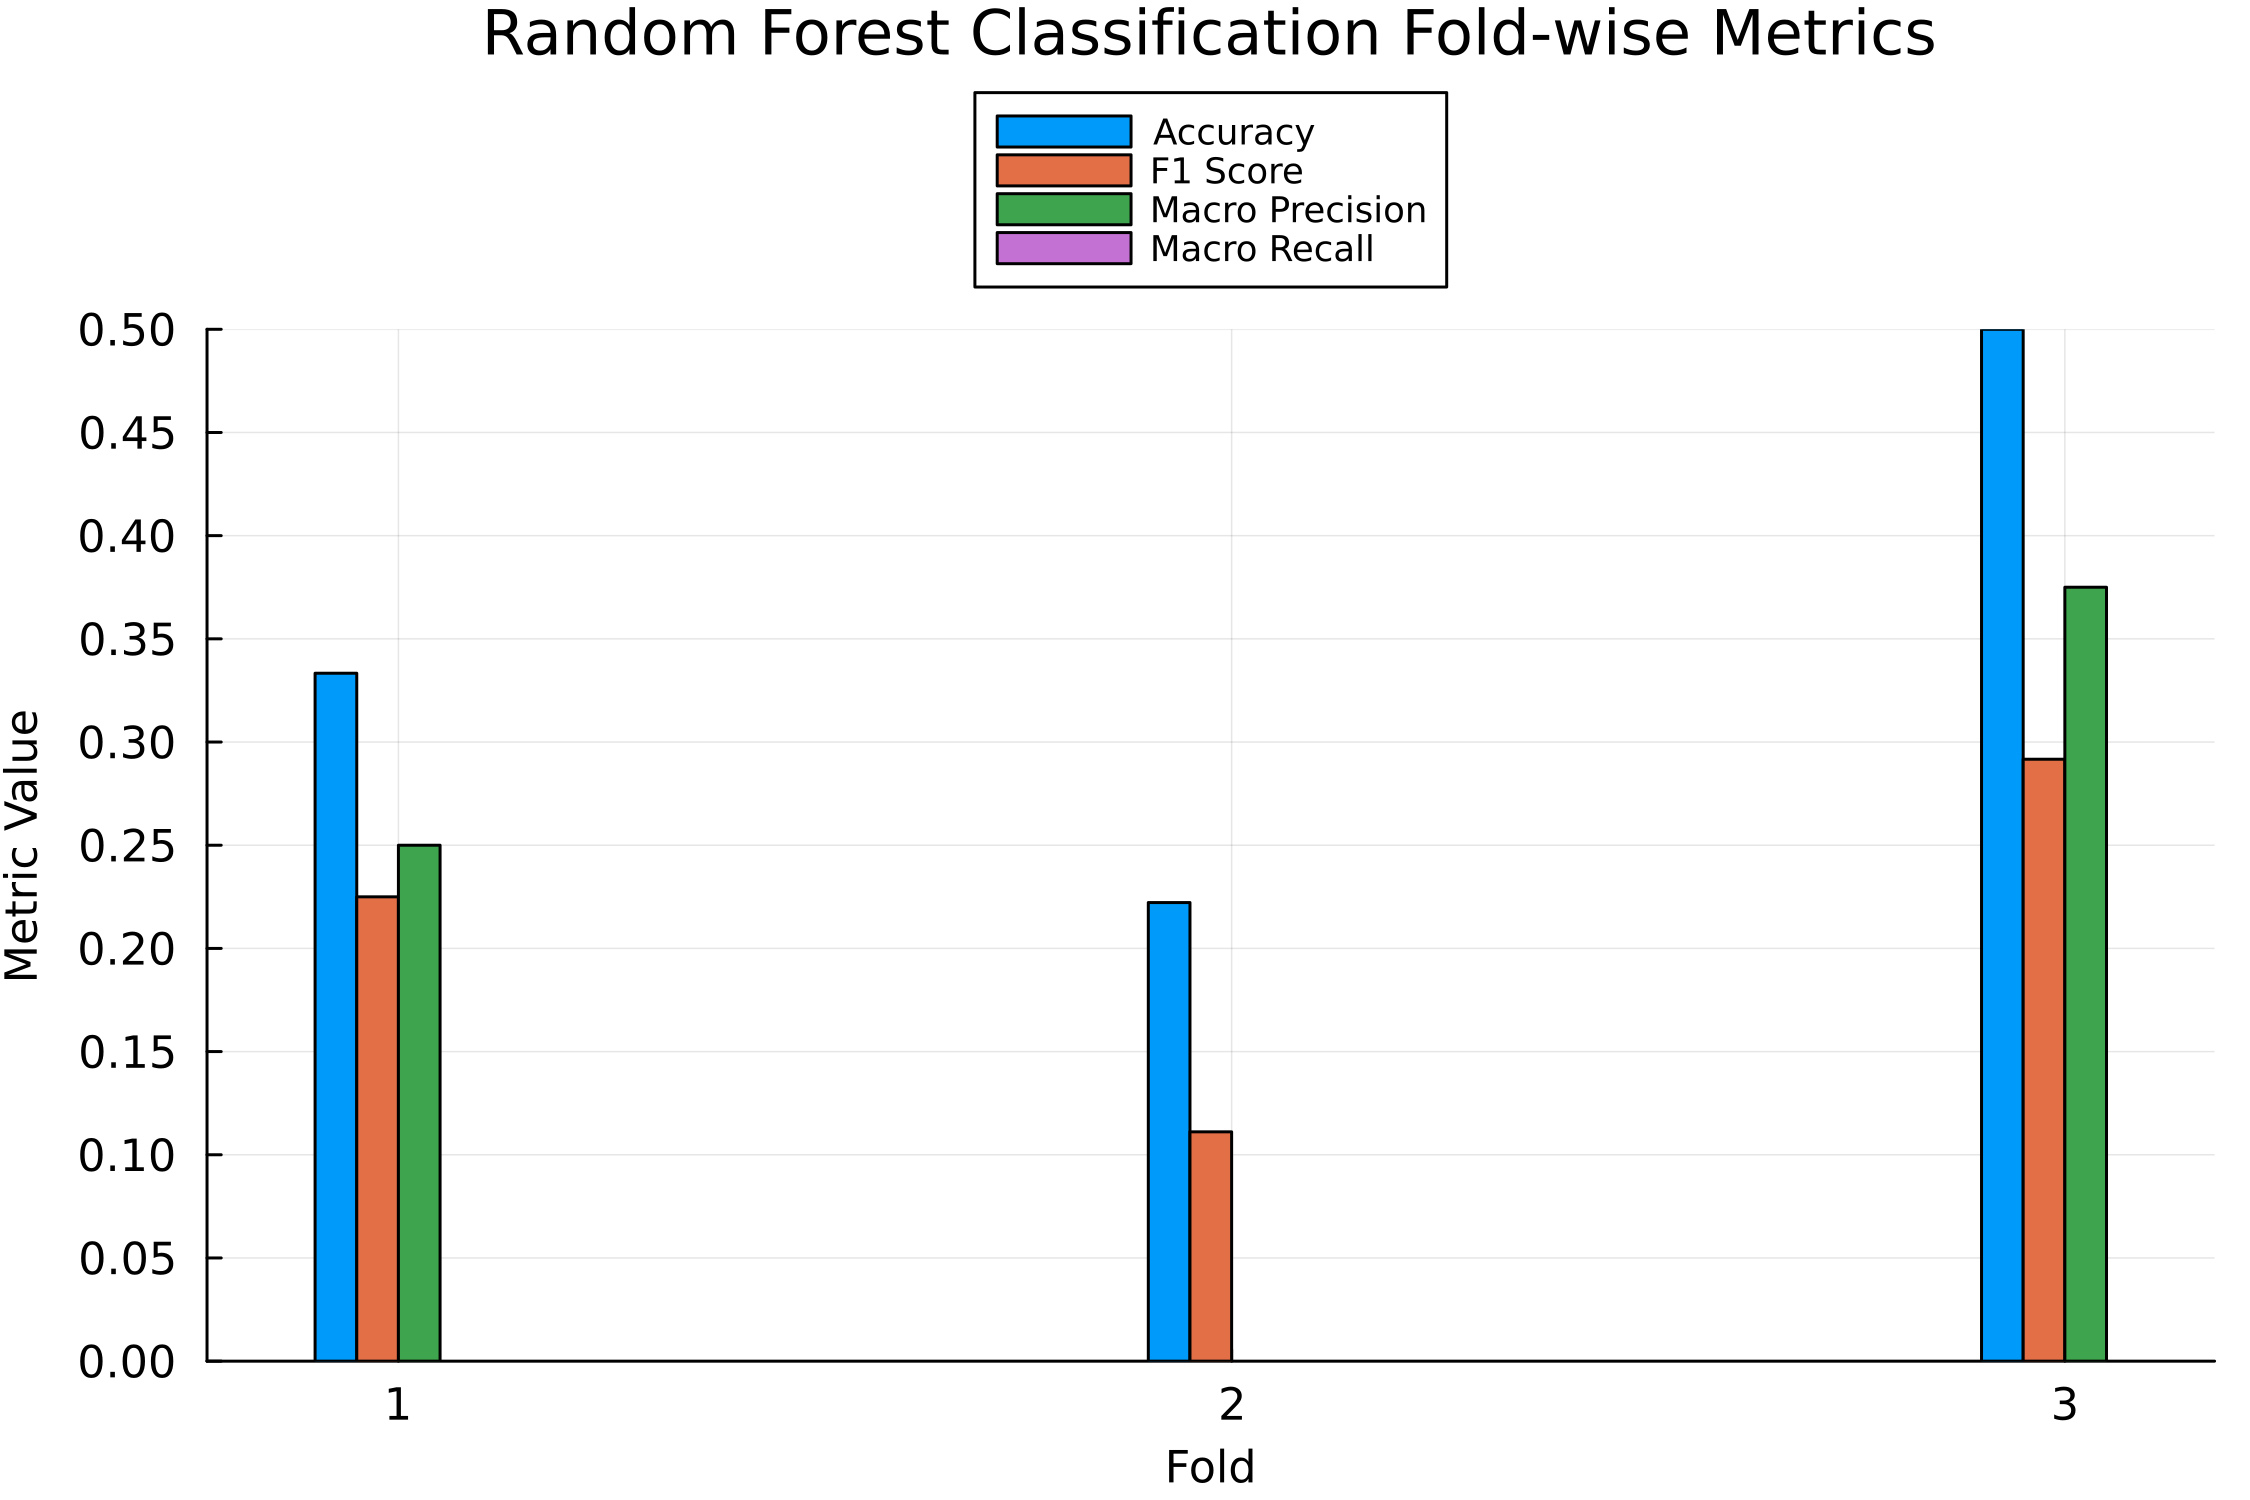 Random Forest Classification Fold-wise Metrics
Accuracy
F1 Score
Macro Precision
Macro Recall
0.50
0.45
0.40
0.35
0.30
0.25
0.20
0.15
0.10
0.05
0.00
Metric Value
1 2 3
Fold